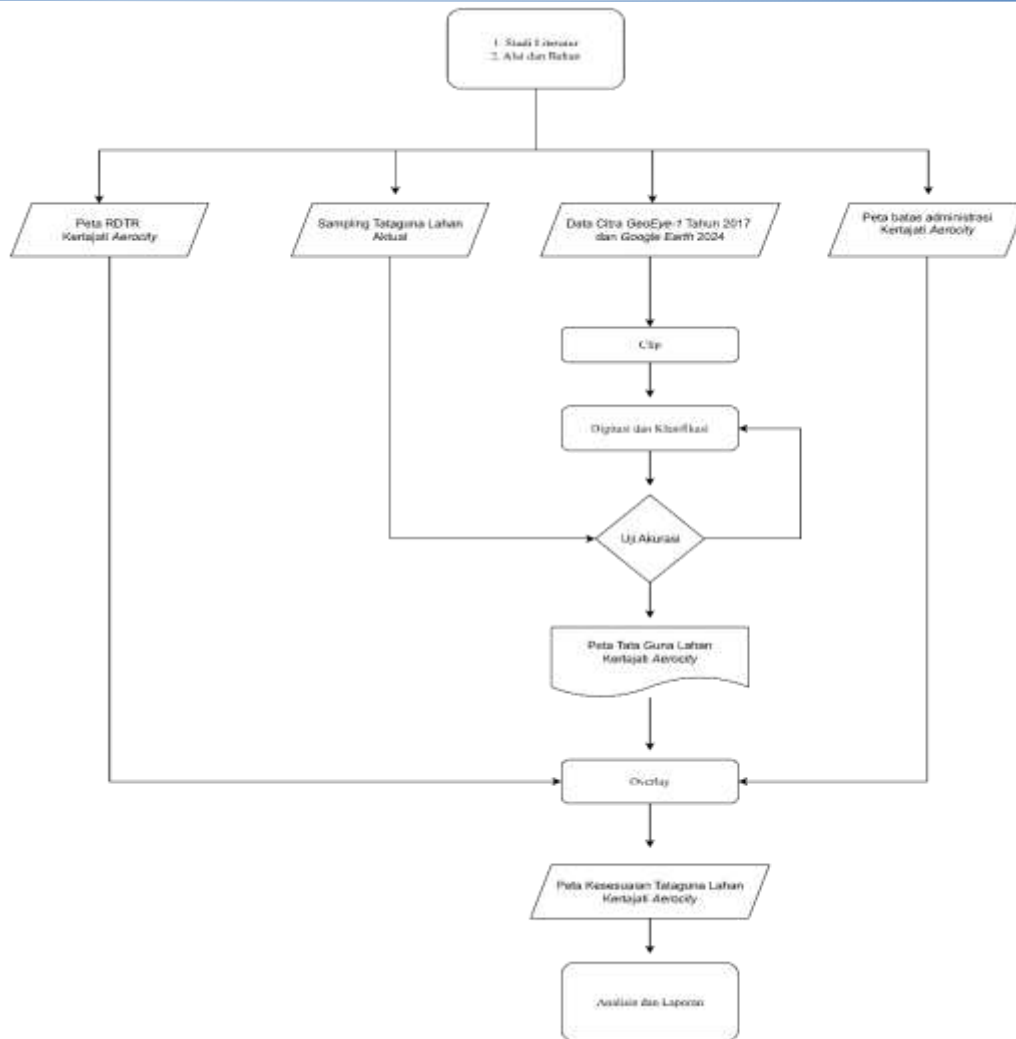 1. Studi Literatur
2. Alat dan Bahan
Peta RDTR
Kertajati Aerocity
Sampling Tataguna Lahan
Aktual
Data Citra GeoEye-1 Tahun 2017
dan Google Earth 2024
Peta batas administrasi
Kertajati Aerocity
Clip
Digitasi dan Klasifikasi
Uji Akurasi
Peta Tata Guna Lahan
Kertajati Aerocity
Overlay
Peta Kesesuaian Tataguna Lahan
Kertajati Aerocity
Analisis dan Laporan